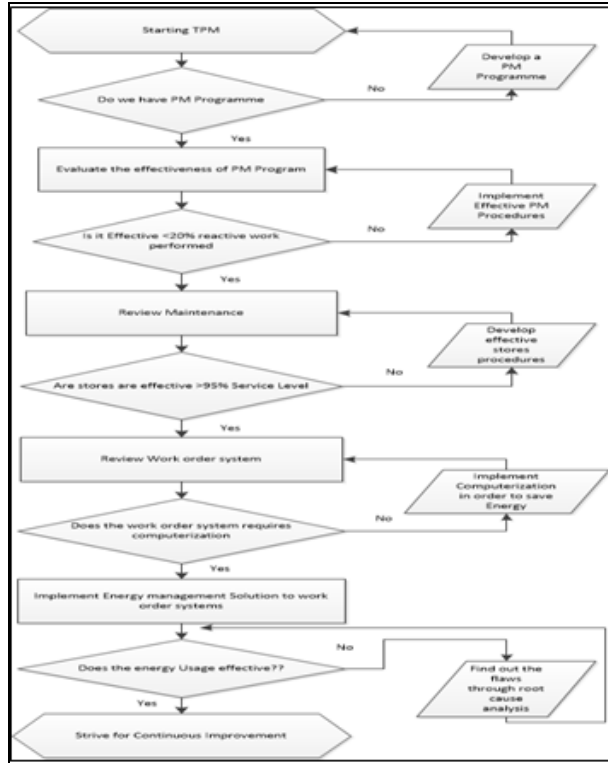 Starting TPM
Develop a
PM
Programme
Do we have PM Programme
No
Yes
Evaluate the effectiveness of PM Program
Implement
Effective PM
Procedures
Is it Effective <20% reactive work
performed
No
Yes
Review Maintenance
Develop
effective
stores
procedures
Are stores are effective >95% Service Level
No
Yes
Review Work order system
Implement
Computerization
in order to save
Energy
Does the work order system requires
computerization
No
Yes
Implement Energy management Solution to work
order systems
No
Does the energy Usage effective??
Find out the
flaws
through root
cause
analysis
Yes
Strive for Continuous Improvement